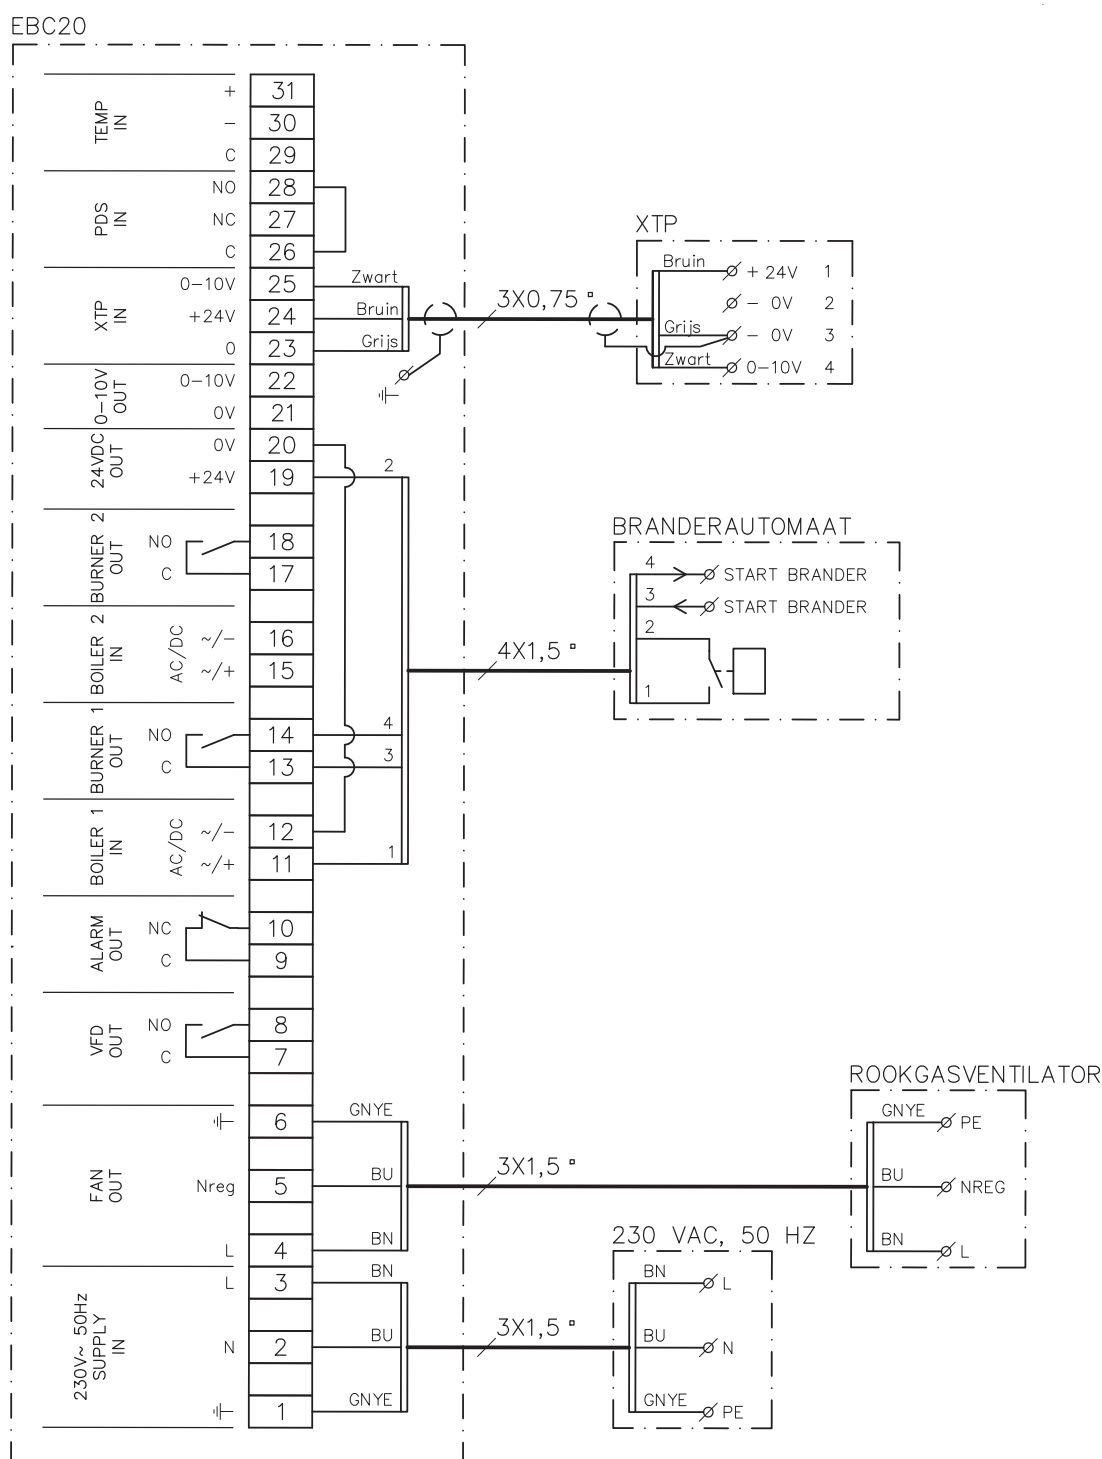 EBC20
TEMP IN
+ 31
- 30
C 29
PDS IN
NO 28
NC 27
C 26
XTP IN
0-10V 25 Zwart
+24V 24 Bruin
0 23 Grijs
3X0,75 ▫
XTP
Bruin + 24V 1
- 0V 2
Grijs - 0V 3
Zwart 0-10V 4
0-10V OUT
0-10V 22
0V 21
24VDC OUT
0V 20
+24V 19 2
BURNER 2 OUT
NO 18
C 17
BOILER 2 IN
AC/DC
~/- 16
~/+ 15
BURNER 1 OUT
NO 14 4
C 13 3
BOILER 1 IN
AC/DC
~/- 12
~/+ 11 1
4X1,5 ▫
BRANDERAUTOMAAT
4 START BRANDER
3 START BRANDER
2
1
ALARM OUT
NC 10
C 9
VFD OUT
NO 8
C 7
FAN OUT
6 GNYE
Nreg 5 BU
L 4 BN
3X1,5 ▫
ROOKGASVENTILATOR
GNYE PE
BU NREG
BN L
230V~ 50Hz
SUPPLY
IN
L 3 BN
N 2 BU
1 GNYE
3X1,5 ▫
230 VAC, 50 HZ
BN L
BU N
GNYE PE